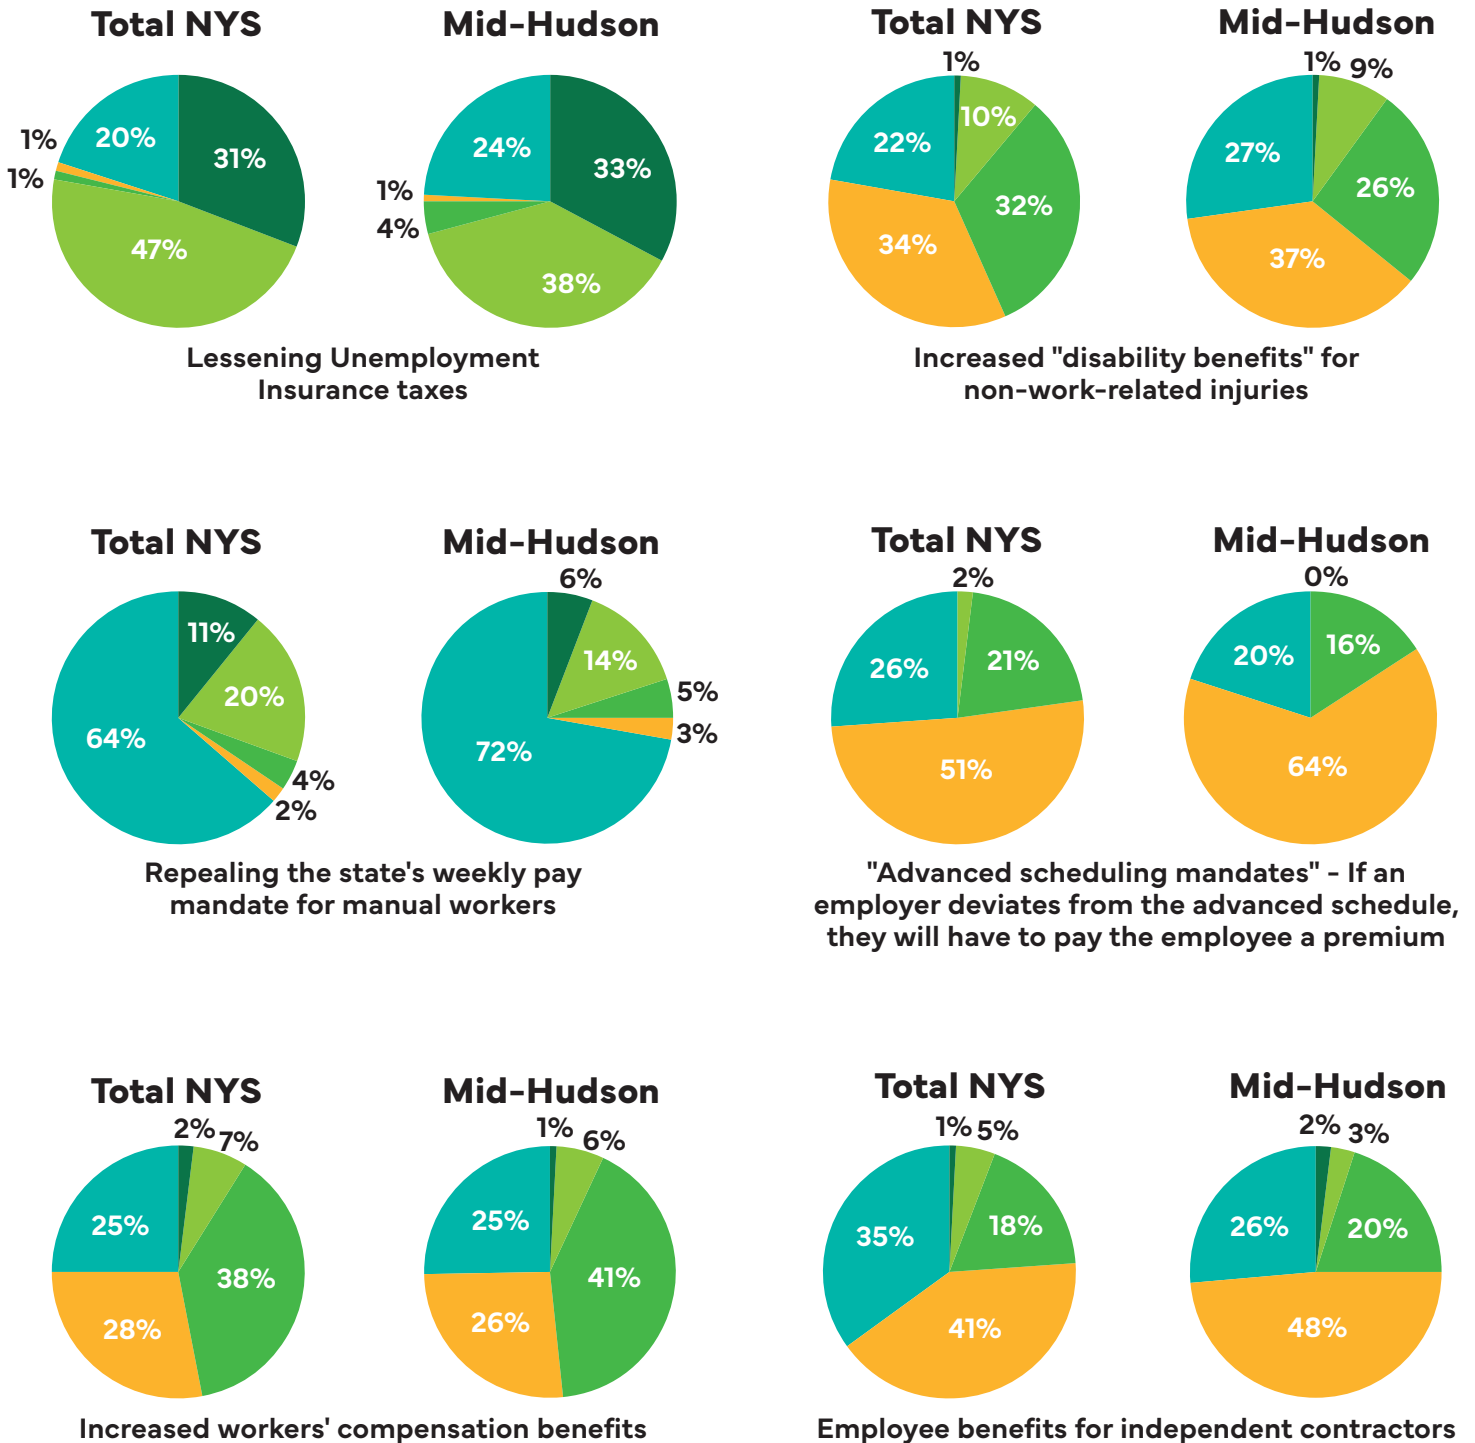 Total NYS
20%
31%
1%
1%
47%
Mid-Hudson
24%
33%
1%
4%
38%
Lessening Unemployment
Insurance taxes
Total NYS
1%
10%
22%
32%
34%
Mid-Hudson
1%
9%
27%
26%
37%
Increased "disability benefits" for
non-work-related injuries
Total NYS
11%
20%
64%
4%
2%
Mid-Hudson
6%
14%
5%
3%
72%
Repealing the state's weekly pay
mandate for manual workers
Total NYS
2%
26%
21%
51%
Mid-Hudson
0%
20%
16%
64%
"Advanced scheduling mandates" - If an
employer deviates from the advanced schedule,
they will have to pay the employee a premium
Total NYS
2%
7%
25%
38%
28%
Mid-Hudson
1%
6%
25%
41%
26%
Increased workers' compensation benefits
Total NYS
1%
5%
35%
18%
41%
Mid-Hudson
2%
3%
26%
20%
48%
Employee benefits for independent contractors